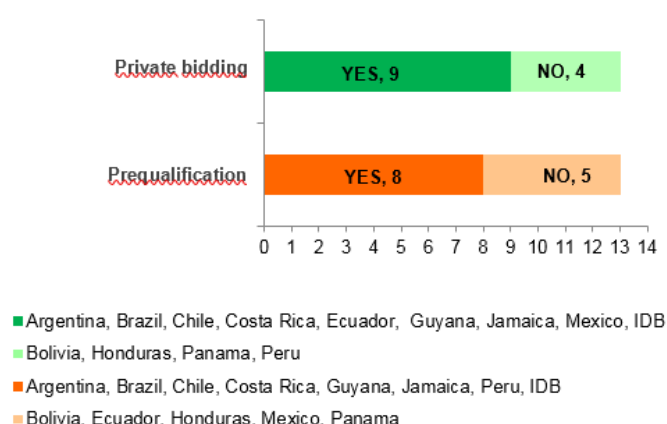 Private bidding
YES, 9
NO, 4
Prequalification
YES, 8
NO, 5
0 1 2 3 4 5 6 7 8 9 10 11 12 13 14
Argentina, Brazil, Chile, Costa Rica, Ecuador, Guyana, Jamaica, Mexico, IDB
Bolivia, Honduras, Panama, Peru
Argentina, Brazil, Chile, Costa Rica, Guyana, Jamaica, Peru, IDB
Bolivia, Ecuador, Honduras, Mexico, Panama